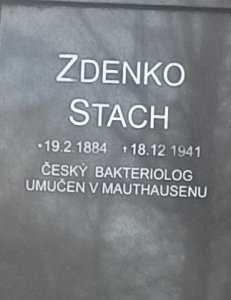 ZDENKO
STACH
*19.2.1884 †18.12.1941
ČESKÝ BAKTERIOLOG
UMUČEN V MAUTHAUSENU